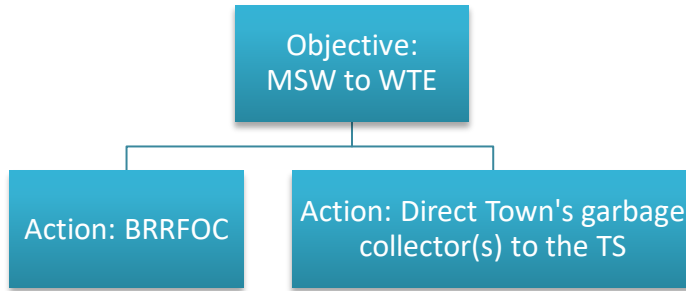 Objective:
MSW to WTE
Action: BRRFOC
Action: Direct Town's garbage
collector(s) to the TS